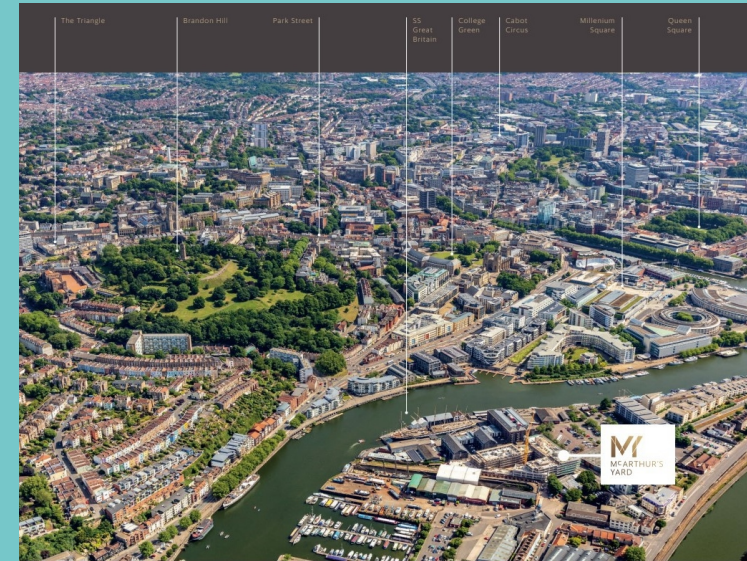 The Triangle
Brandon Hill
Park Street
SS
Great
Britain
College
Green
Cabot
Circus
Millenium
Square
Queen
Square
MY
McARTHUR'S
YARD